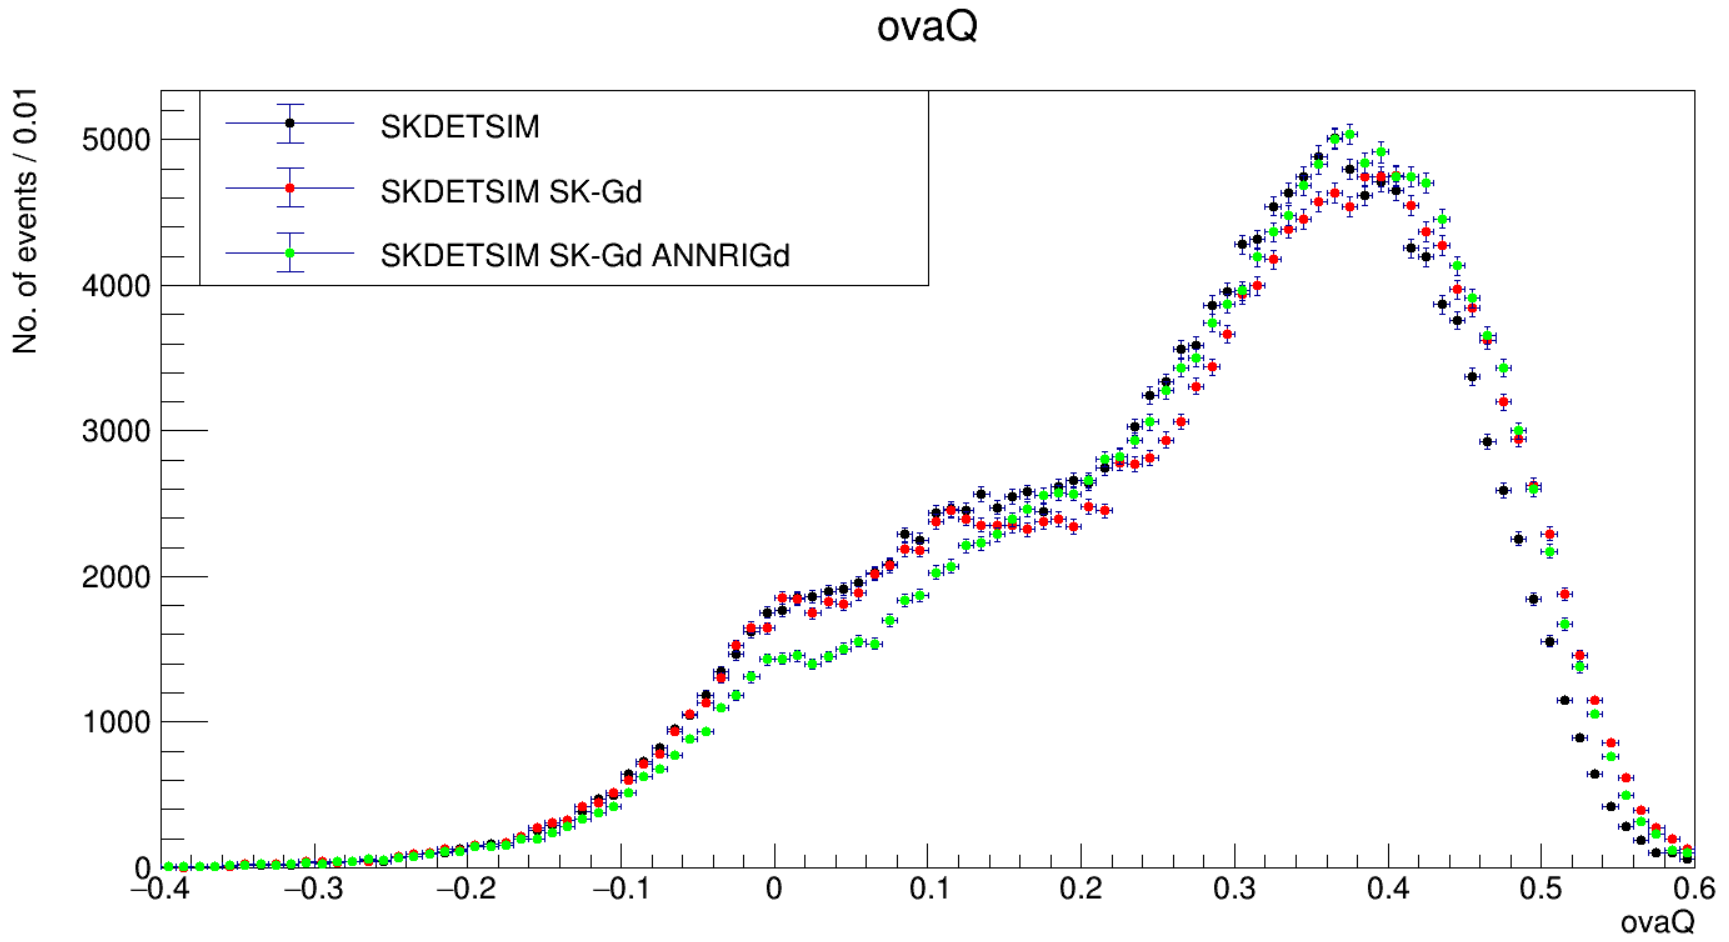 ovaQ
No. of events / 0.01
SKDETSIM
SKDETSIM SK-Gd
SKDETSIM SK-Gd ANNRIGd
5000
4000
3000
2000
1000
0
−0.4 −0.3 −0.2 −0.1 0 0.1 0.2 0.3 0.4 0.5 0.6
ovaQ